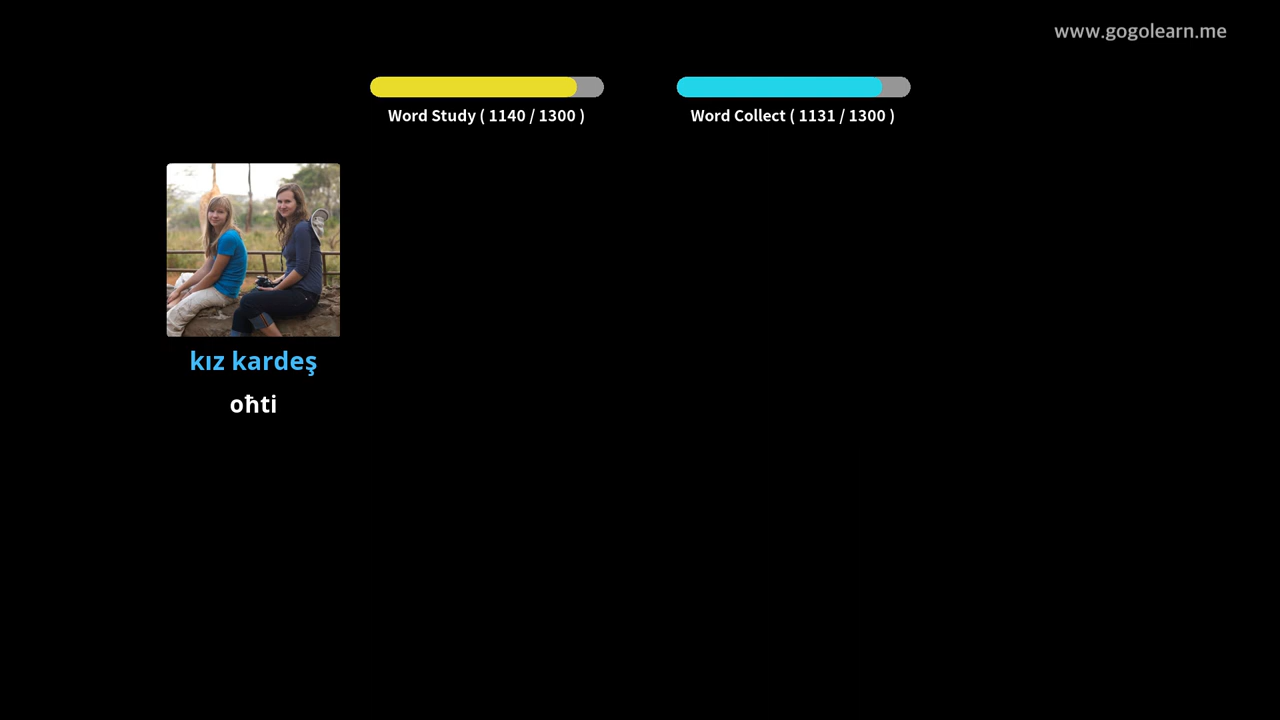 www.gogolearn.me
Word Study ( 1140 / 1300 )
Word Collect ( 1131 / 1300 )
kız kardeş
oħti